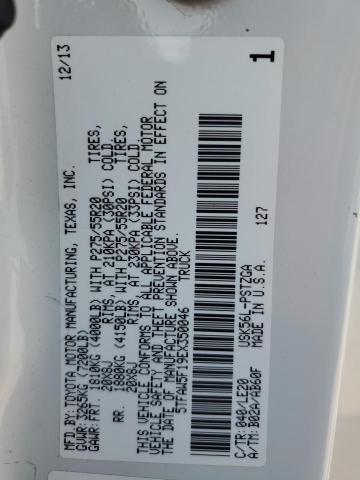 12/13
MFD. BY: TOYOTA MOTOR MANUFACTURING, TEXAS, INC.
GVWR: 3265KG (7200LB)
GAWR: FRT. 1810KG (4000LB) WITH P275/55R20 TIRES,
20X8J RIMS, AT 210KPA (30PSI) COLD.
RR. 1880KG (4150LB) WITH P275/55R20 TIRES,
20X8J RIMS, AT 230KPA (33PSI) COLD.
THIS VEHICLE CONFORMS TO ALL APPLICABLE FEDERAL MOTOR
VEHICLE SAFETY AND THEFT PREVENTION STANDARDS IN EFFECT ON
THE DATE OF MANUFACTURE SHOWN ABOVE.
5TFAW5F19EX350046 TRUCK
1
USK56L-PSTZGA 127
C/TR: 040/LE20
A/TM: B02A/AB60F MADE IN U.S.A.